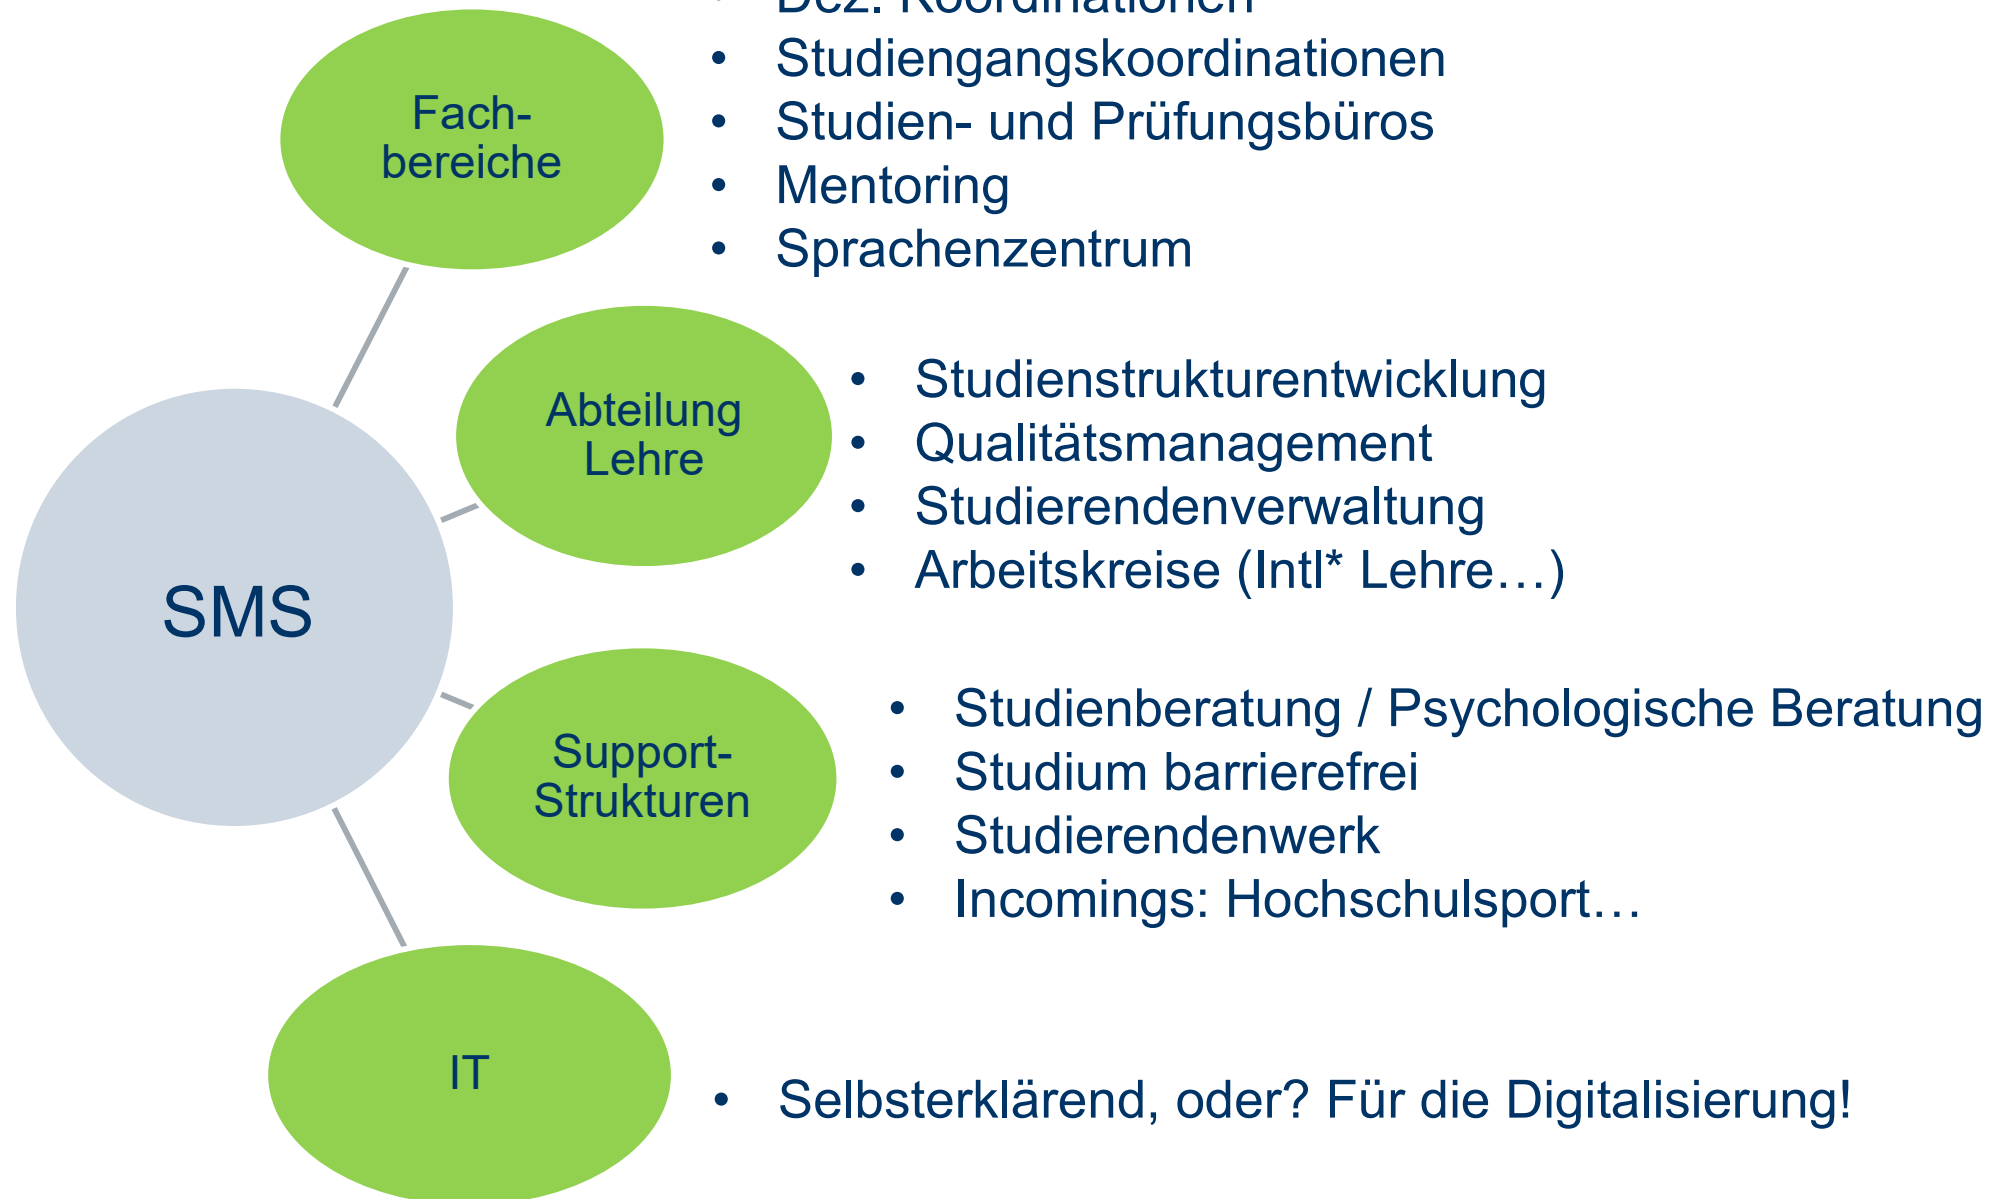 • Koordinationen
Fach-
bereiche
• Studiengangskoordinationen
• Studien- und Prüfungsbüros
• Mentoring
• Sprachenzentrum
Abteilung
Lehre
• Studienstrukturentwicklung
• Qualitätsmanagement
• Studierendenverwaltung
• Arbeitskreise (Intl* Lehre…)
SMS
Support-
Strukturen
• Studienberatung / Psychologische Beratung
• Studium barrierefrei
• Studierendenwerk
• Incomings: Hochschulsport…
IT
• Selbsterklärend, oder? Für die Digitalisierung!